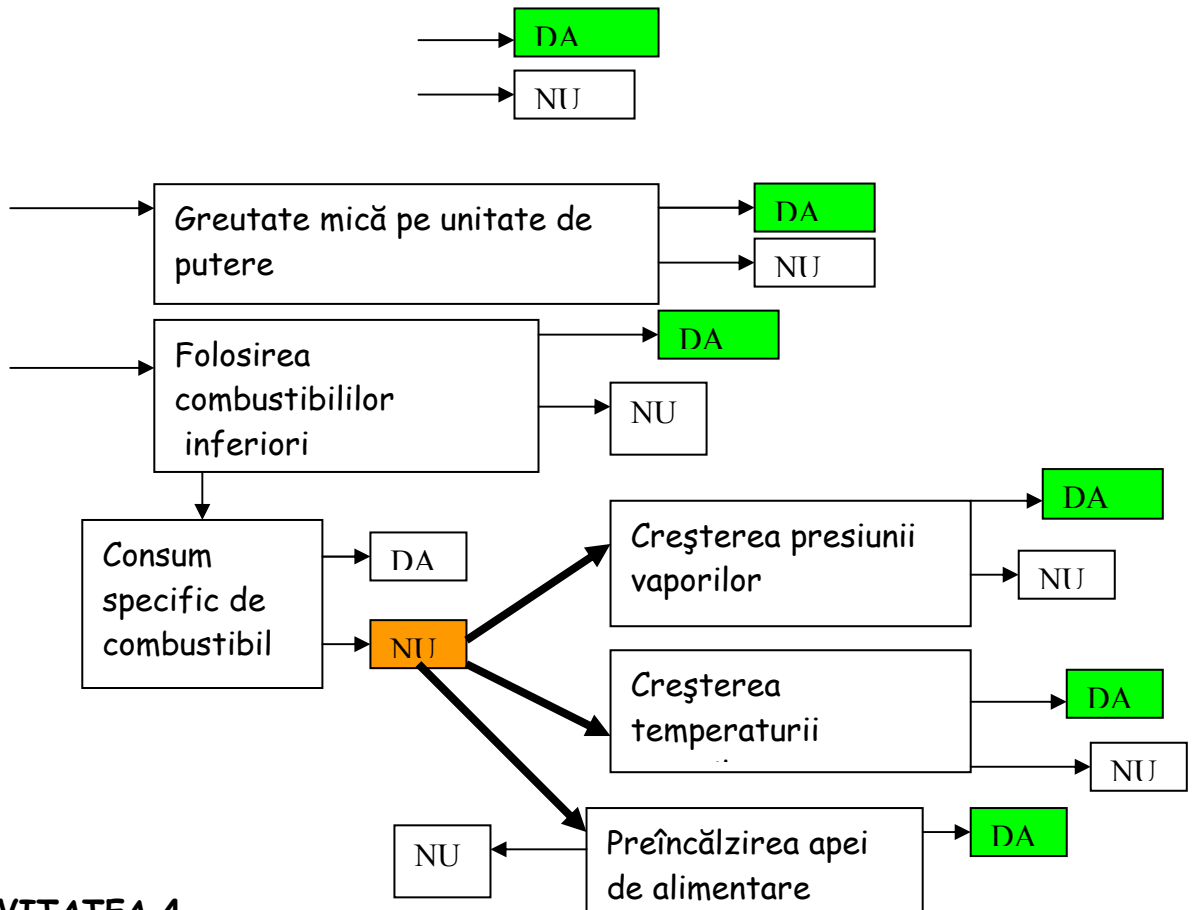 DA
NU
Greutate mică pe unitate de
putere
DA
NU
Folosirea
combustibililor
inferiori
DA
NU
Consum
specific de
combustibil
DA
NU
Creşterea presiunii
vaporilor
DA
NU
Creşterea
temperaturii
DA
NU
Preîncălzirea apei
de alimentare
DA
NU